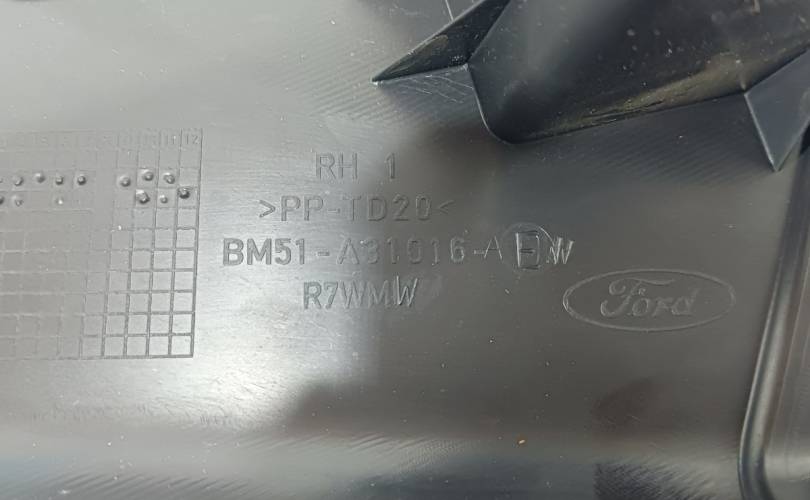 RH 1
>PP-TD20<
BM51-A31016-A W
R7WMW
Ford